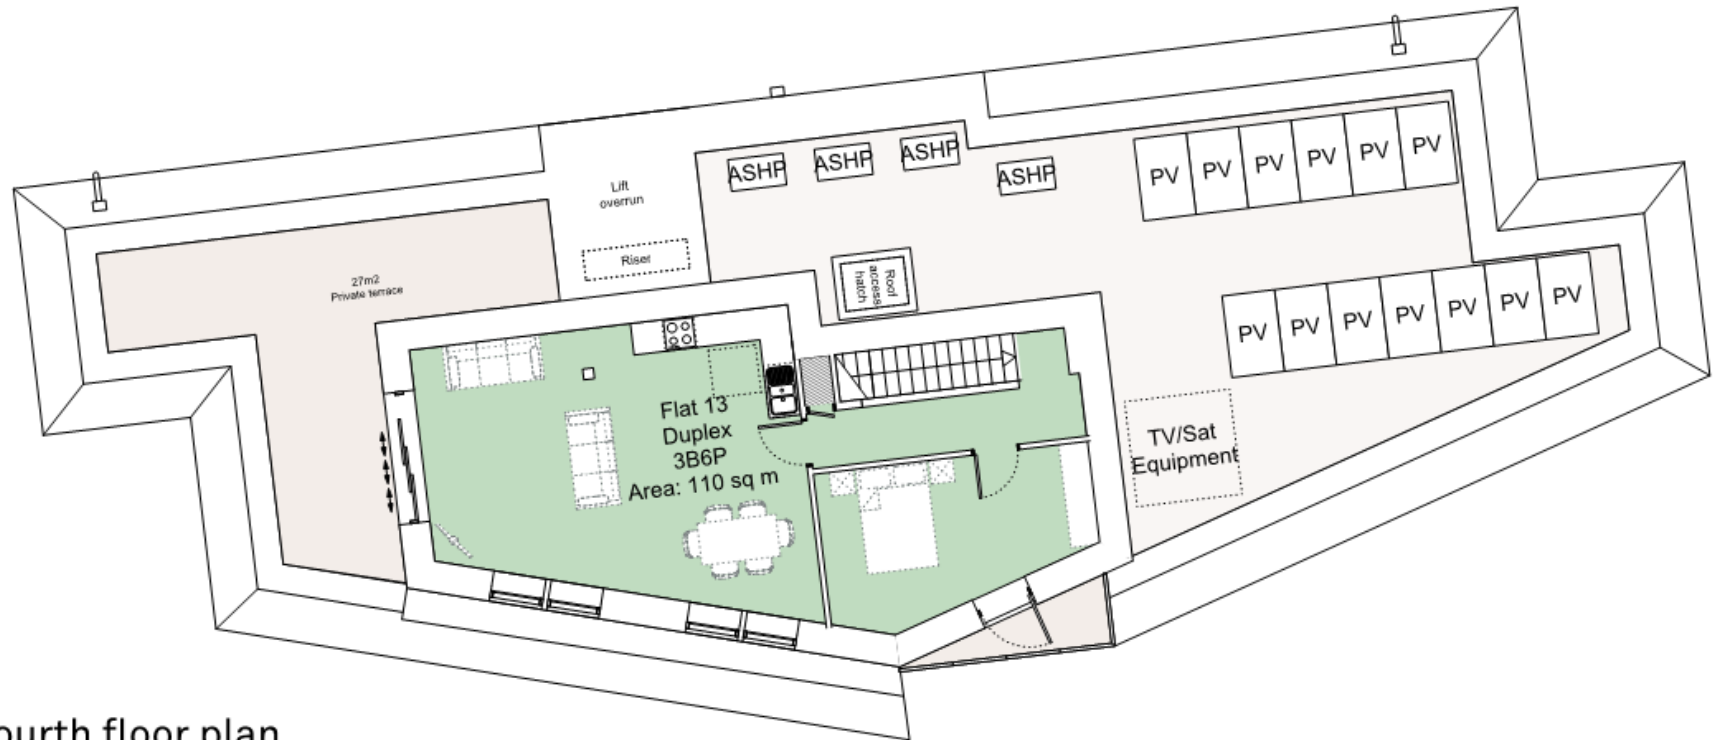 ASHP
ASHP
ASHP
ASHP
PV
PV
PV
PV
PV
PV
Lift
overrun
Riser
27m2
Private terrace
Roof
access
hatch
PV
PV
PV
PV
PV
PV
PV
Flat 13
Duplex
3B6P
Area: 110 sq m
TV/Sat
Equipment
ourth floor plan